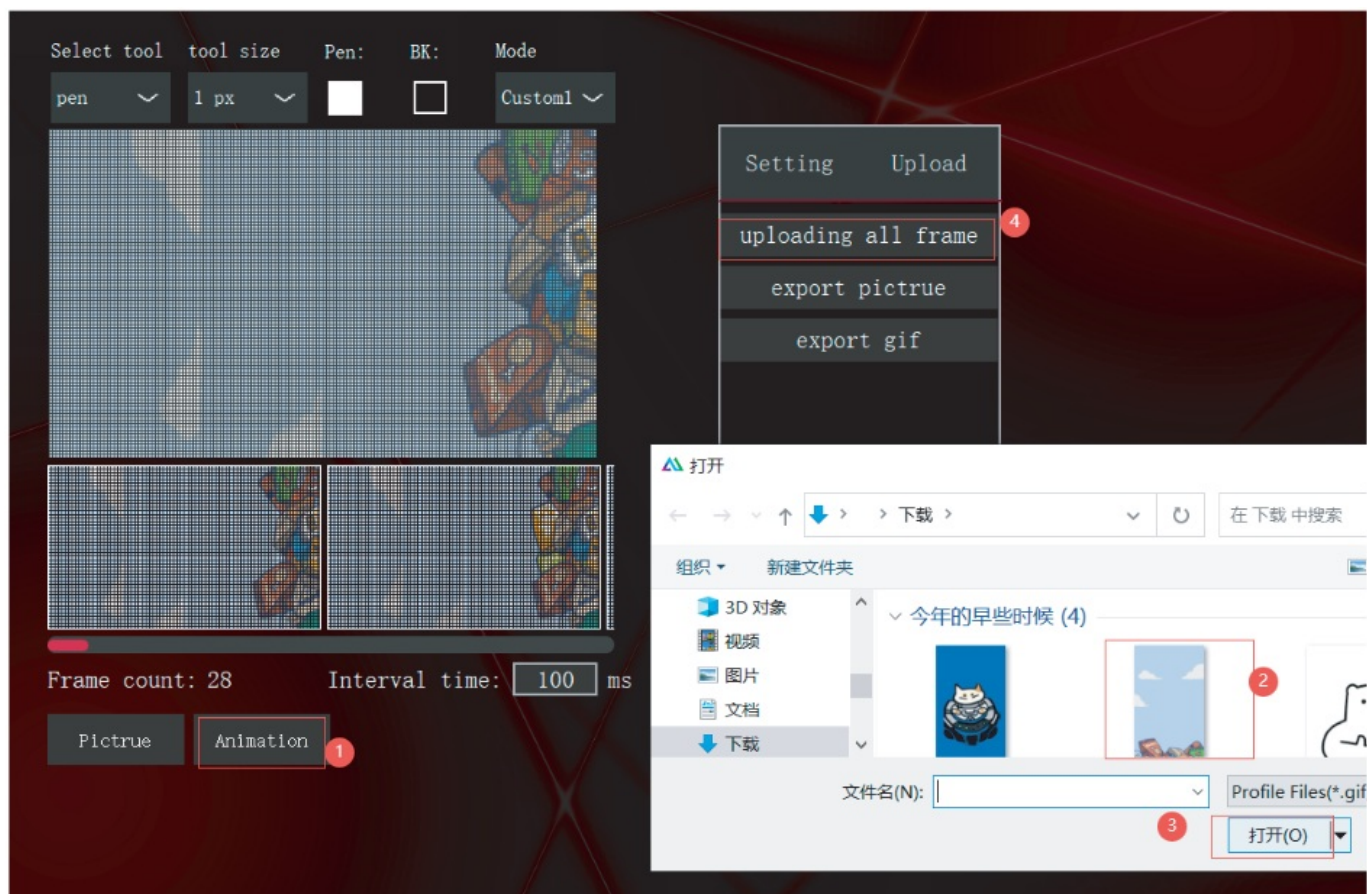 Select tool tool size Pen: BK: Mode
pen 1 px Custom1
Setting Upload
uploading all frame 4
export pictrue
export gif
Frame count: 28 Interval time: 100 ms
Pictrue Animation 1
打开
下载
在 下载 中搜索
组织 新建文件夹
3D 对象
视频
图片
文档
下载
今年的早些时候 (4)
2
文件名(N): Profile Files(*.gif
3 打开(O)